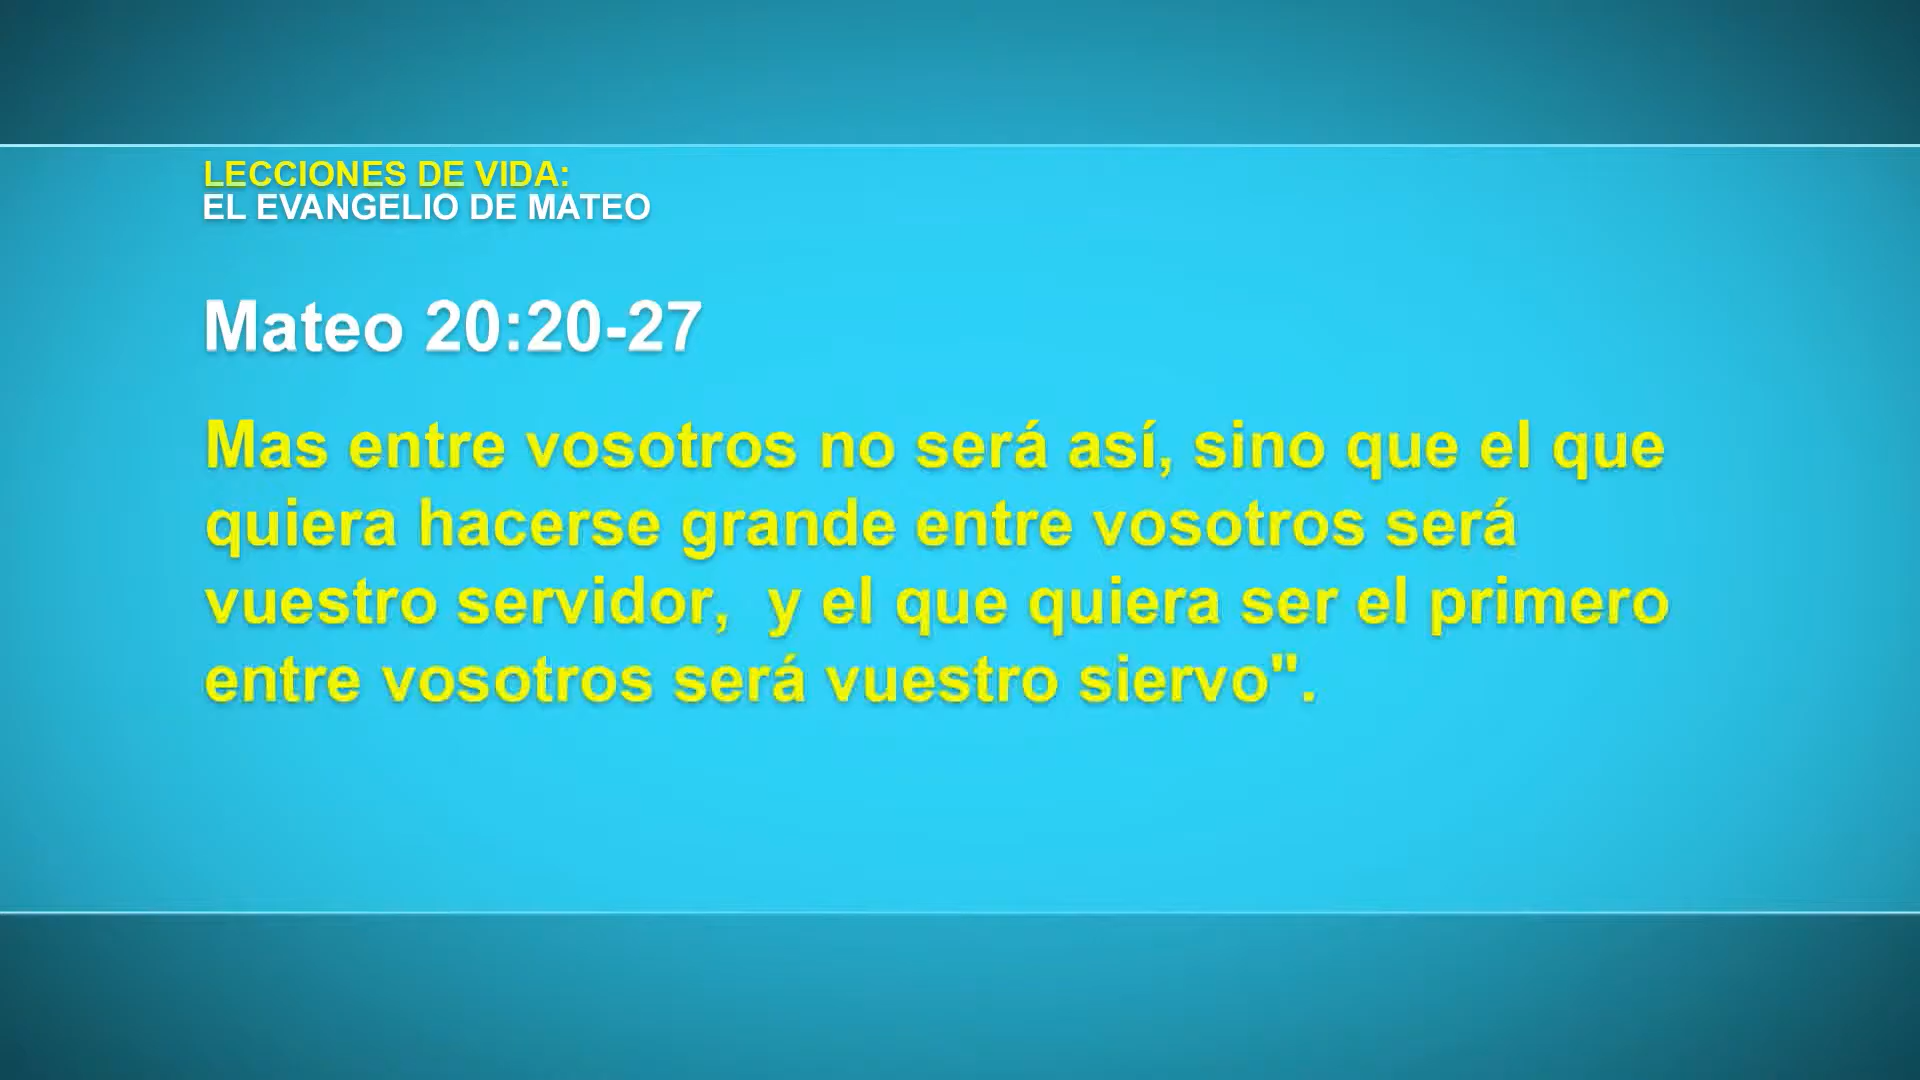 LECCIONES DE VIDA:
EL EVANGELIO DE MATEO
Mateo 20:20-27
Mas entre vosotros no será así, sino que el que
quiera hacerse grande entre vosotros será
vuestro servidor,  y el que quiera ser el primero
entre vosotros será vuestro siervo".